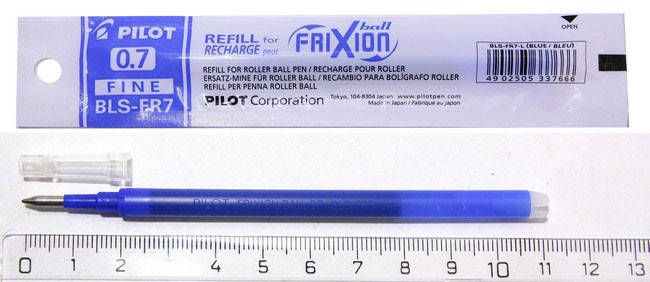 PILOT
0.7
FINE
BLS-FR7
REFILL for
RECHARGE pour
FRIXION ball
REFILL FOR ROLLER BALL PEN / RECHARGE POUR ROLLER
ERSATZ-MINE FÜR ROLLER BALL / RECAMBIO PARA BOLÍGRAFO ROLLER
REFILL PER PENNA ROLLER BALL
PILOT Corporation
Tokyo, 104-8304 Japan www.pilotpen.com
Made in Japan / Fabriqué au japon
OPEN
BLS-FR7-L (BLUE / BLEU)
4 902505 337666
PILOT FRIXION BALL
0 1 2 3 4 5 6 7 8 9 10 11 12 13